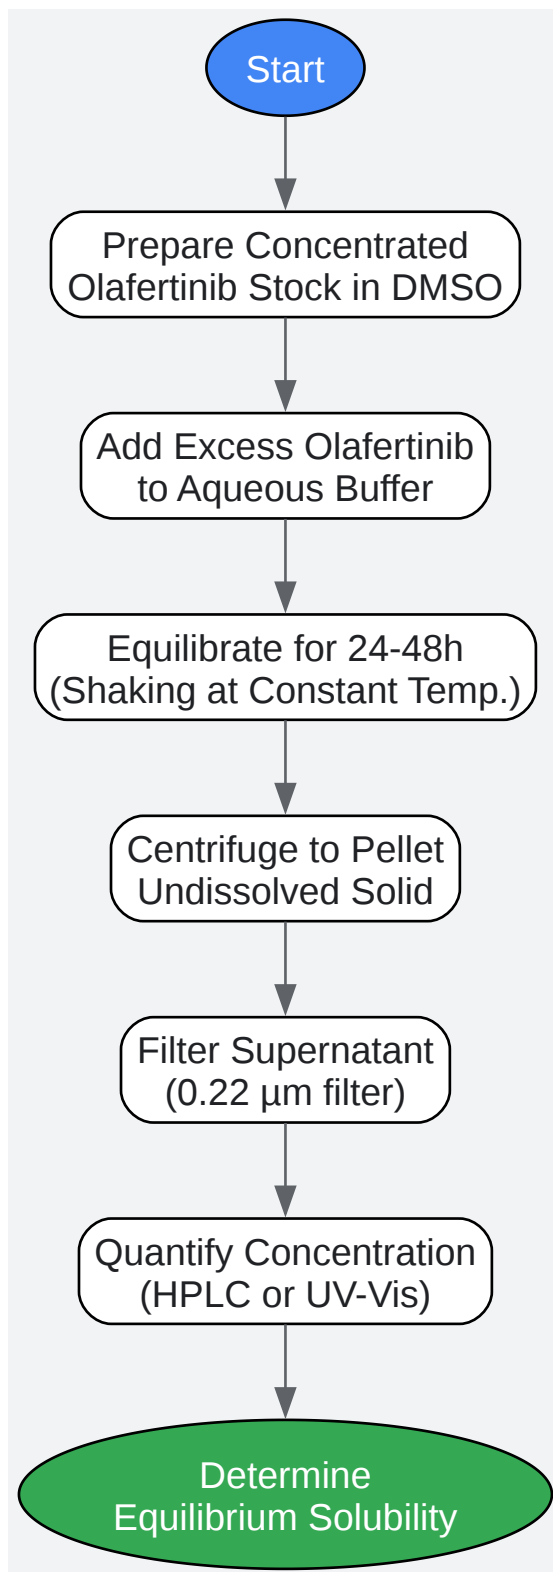 Start
Prepare Concentrated
Olafertinib Stock in DMSO
Add Excess Olafertinib
to Aqueous Buffer
Equilibrate for 24-48h
(Shaking at Constant Temp.)
Centrifuge to Pellet
Undissolved Solid
Filter Supernatant
(0.22 µm filter)
Quantify Concentration
(HPLC or UV-Vis)
Determine
Equilibrium Solubility